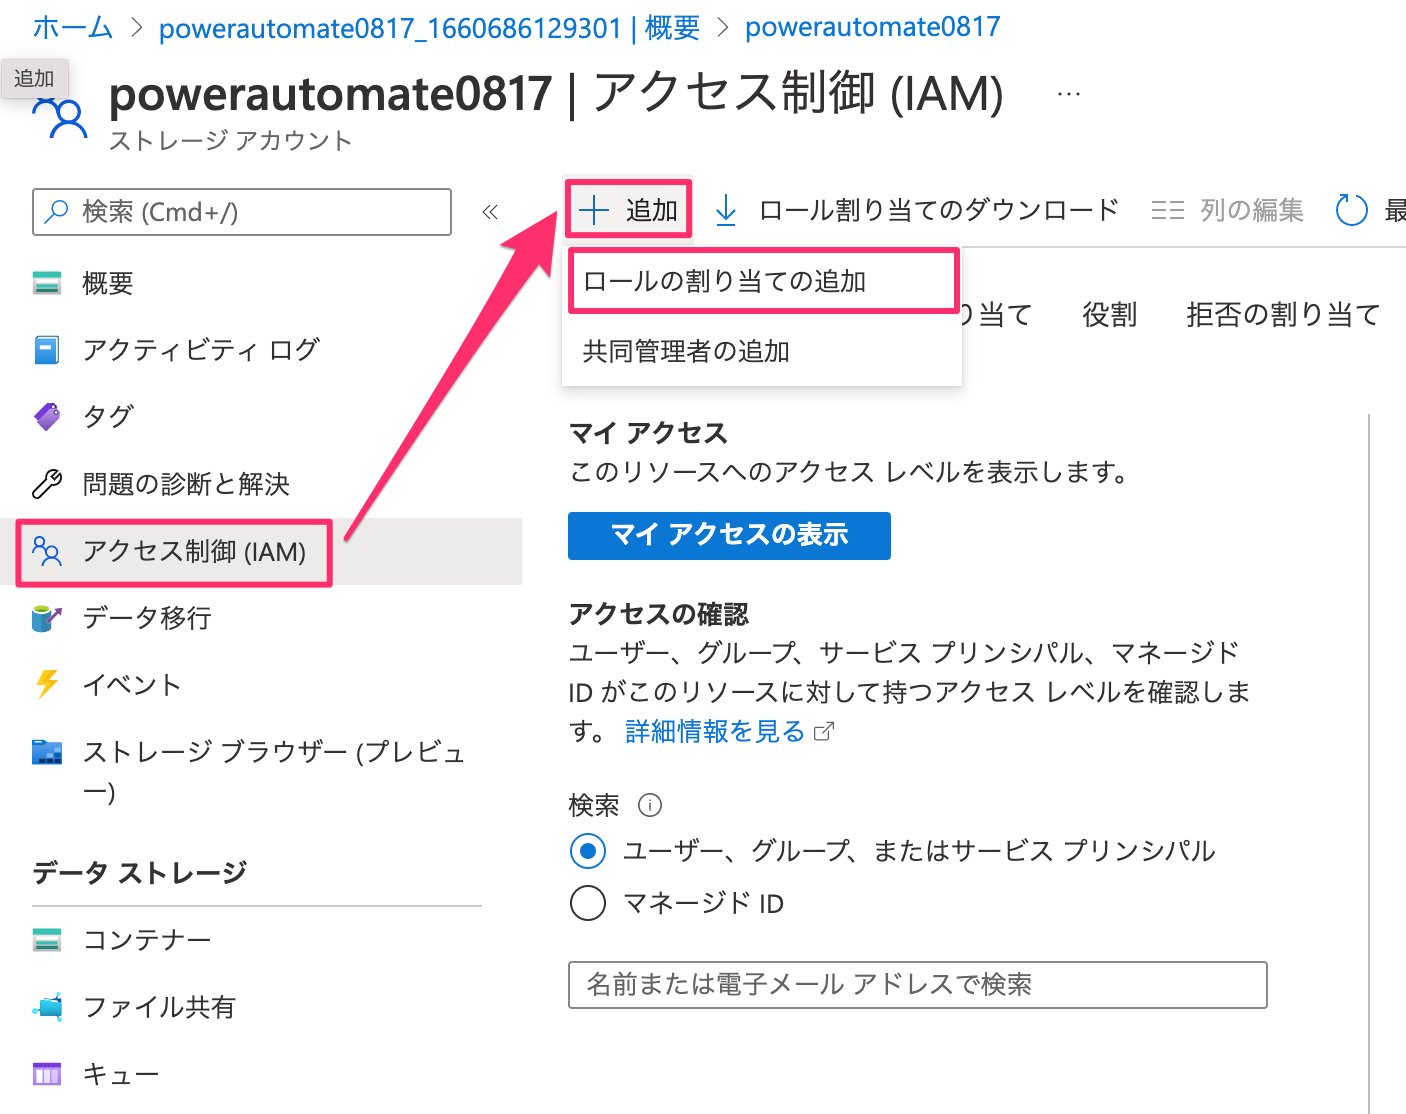 ホーム > powerautomate0817_1660686129301 | 概要 > powerautomate0817
追加
powerautomate0817 | アクセス制御 (IAM) ...
ストレージ アカウント
検索 (Cmd+/)
«
追加
ロール割り当てのダウンロード
列の編集
最
ロールの割り当ての追加
共同管理者の追加
り当て
役割
拒否の割り当て
概要
アクティビティ ログ
タグ
問題の診断と解決
アクセス制御 (IAM)
データ移行
イベント
ストレージ ブラウザー (プレビュ
ー)
データ ストレージ
コンテナー
ファイル共有
キュー
マイ アクセス
このリソースへのアクセス レベルを表示します。
マイ アクセスの表示
アクセスの確認
ユーザー、グループ、サービス プリンシパル、マネージド
ID がこのリソースに対して持つアクセス レベルを確認しま
す。 詳細情報を見る
検索
ユーザー、グループ、またはサービス プリンシパル
マネージド ID
名前または電子メール アドレスで検索